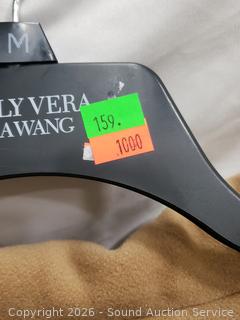 M
LY VERA
AWANG
159.
1000
Copyright 2026 - Sound Auction Service